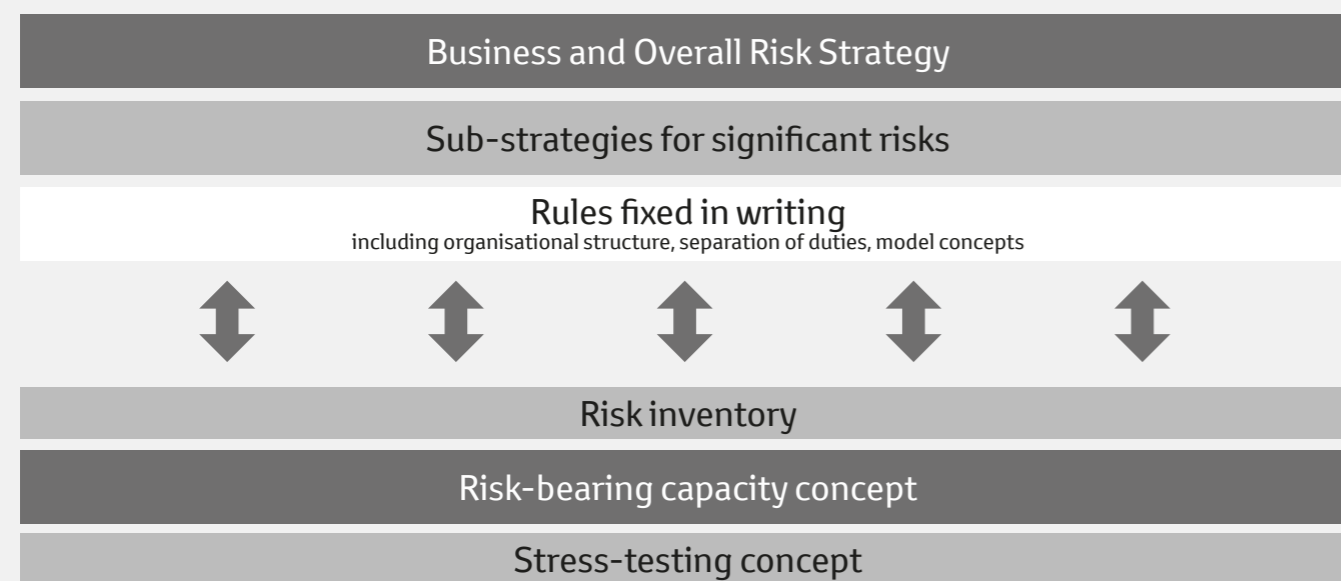 Business and Overall Risk Strategy
Sub-strategies for significant risks
Rules fixed in writing
including organisational structure, separation of duties, model concepts
Risk inventory
Risk-bearing capacity concept
Stress-testing concept